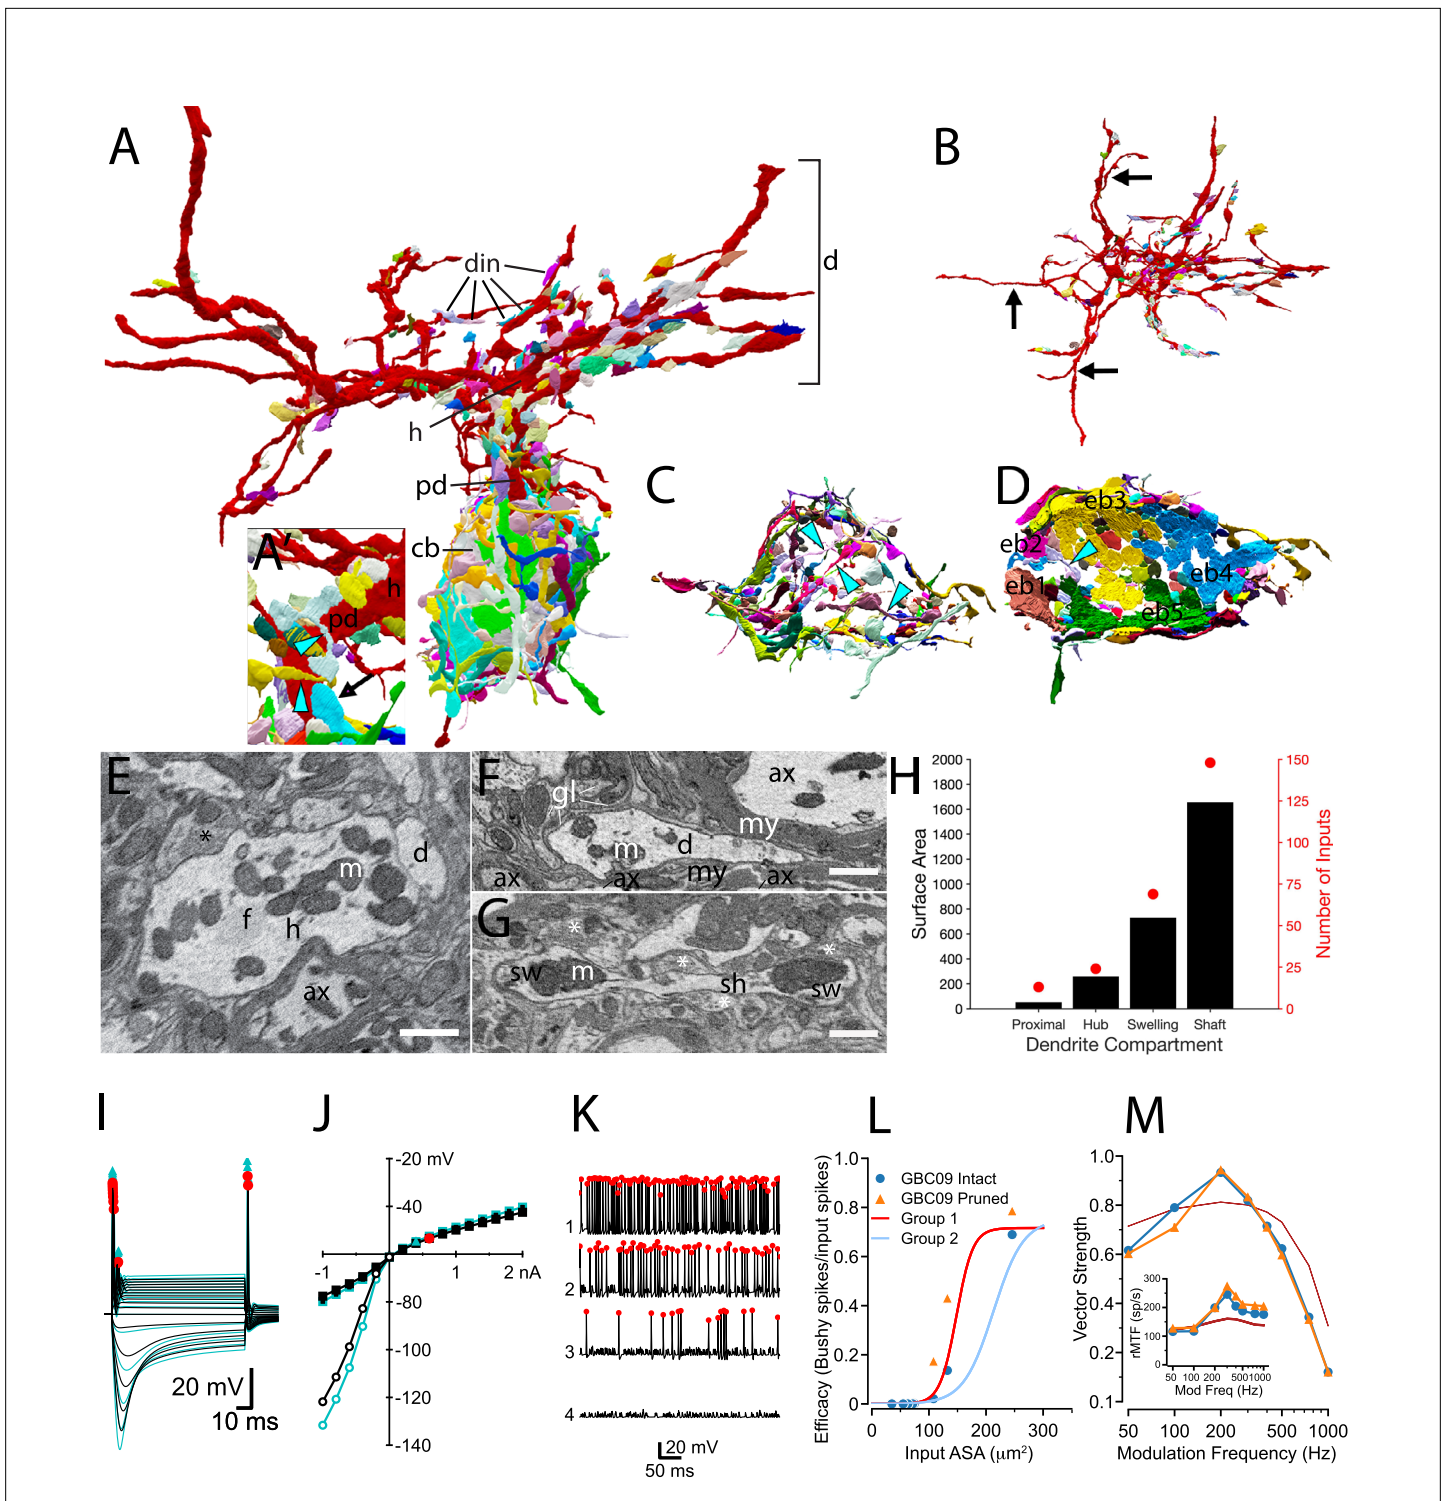 A
din
d
h
pd
cb
A'
h
pd
B
C
D
eb3
eb2
eb1
eb4
eb5
E
*
m
d
f
h
ax
F
gl
ax
my
m
d
ax
ax
my
ax
G
*
*
*
sw
m
sh
sw
*
H
2000
1800
1600
1400
1200
1000
800
600
400
200
0
Surface Area
150
125
100
75
50
25
0
Number of Inputs
Proximal Hub Swelling Shaft
Dendrite Compartment
I
20 mV
10 ms
J
-20 mV
-40
-1 1 2 nA
-80
-100
-120
-140
K
1
2
3
4
20 mV
50 ms
L
Efficacy (Bushy spikes/input spikes)
1.0
0.8
0.6
0.4
0.2
0
GBC09 Intact
GBC09 Pruned
Group 1
Group 2
0 100 200 300
Input ASA (μm²)
M
Vector Strength
1.0
0.8
0.6
0.4
0.2
0.1
rMTF (sp/s)
300
200
100
0
50 100 200 500 1000
Mod Freq (Hz)
50 100 200 500 1000
Modulation Frequency (Hz)